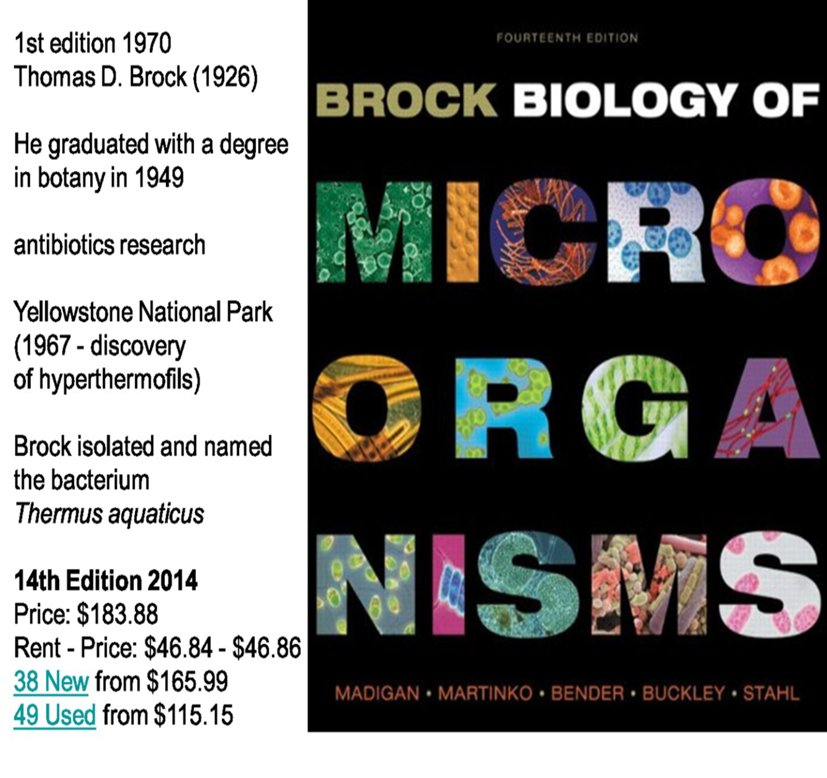 1st edition 1970
Thomas D. Brock (1926)
He graduated with a degree
in botany in 1949
antibiotics research
Yellowstone National Park
(1967 - discovery
of hyperthermofils)
Brock isolated and named
the bacterium
Thermus aquaticus
14th Edition 2014
Price: $183.88
Rent - Price: $46.84 - $46.86
38 New from $165.99
49 Used from $115.15
FOURTEENTH EDITION
BROCK BIOLOGY OF
MICRO
ORGA
NISMS
MADIGAN • MARTINKO • BENDER • BUCKLEY • STAHL